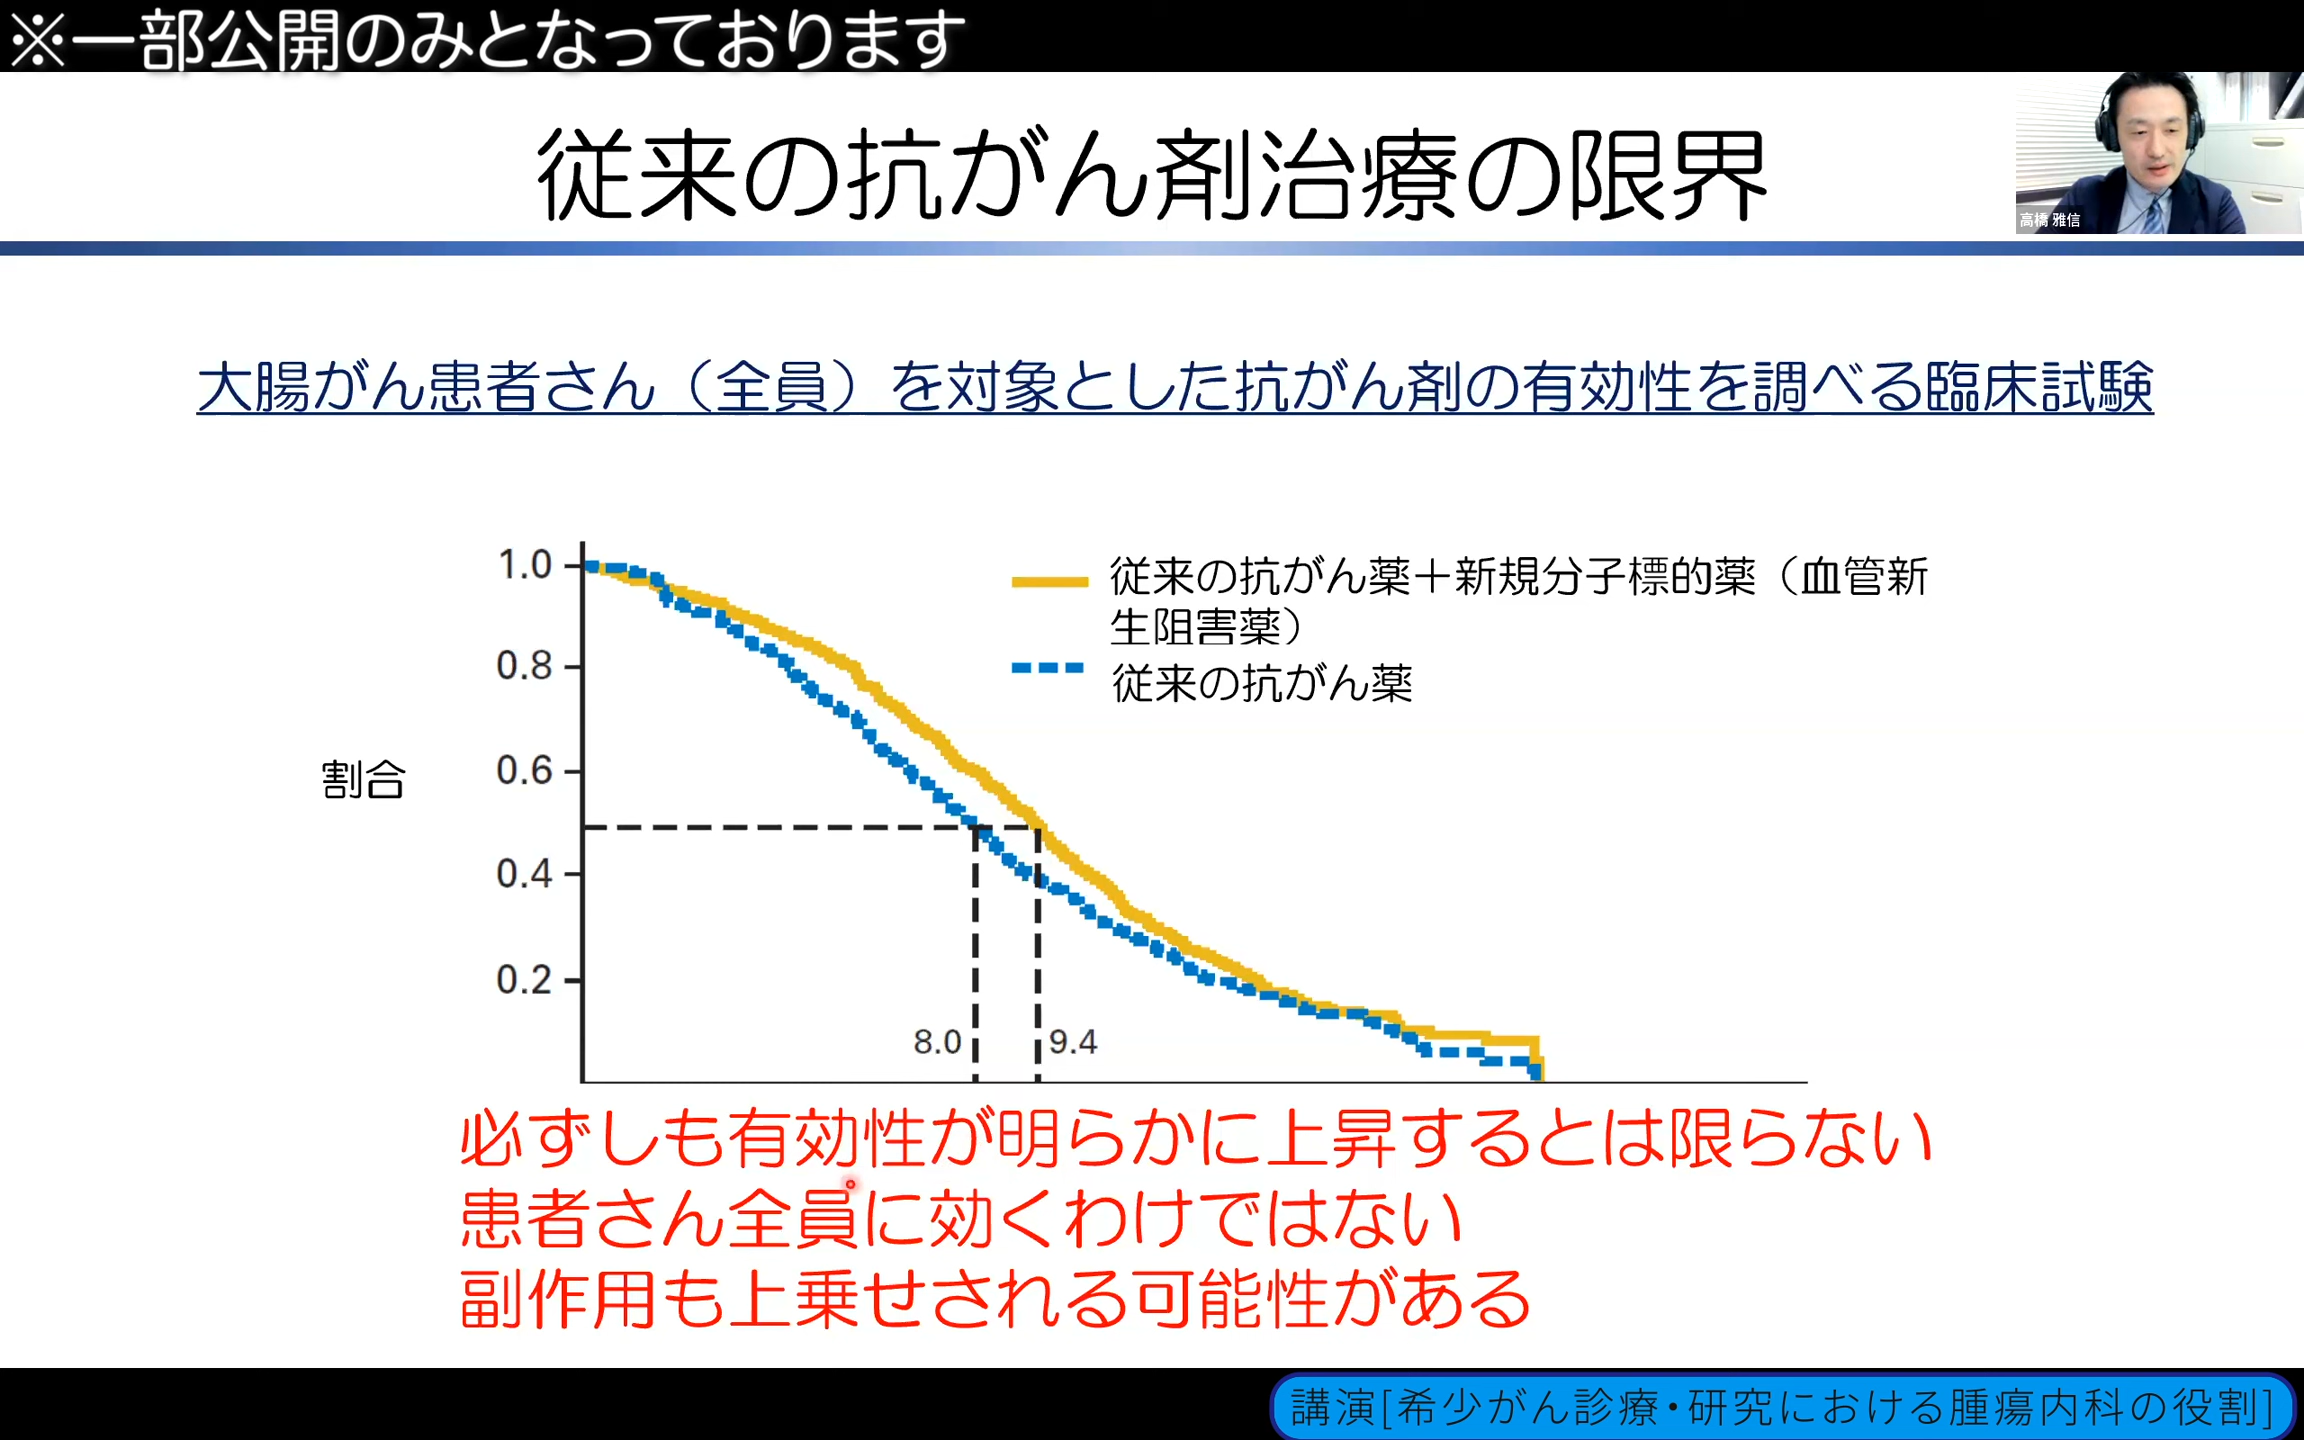 ※一部公開のみとなっております
従来の抗がん剤治療の限界
高橋 雅信
大腸がん患者さん（全員）を対象とした抗がん剤の有効性を調べる臨床試験
1.0
0.8
0.6
0.4
0.2
割合
従来の抗がん薬＋新規分子標的薬（血管新
生阻害薬）
従来の抗がん薬
8.0
9.4
必ずしも有効性が明らかに上昇するとは限らない
患者さん全員に効くわけではない
副作用も上乗せされる可能性がある
講演[希少がん診療・研究における腫瘍内科の役割]